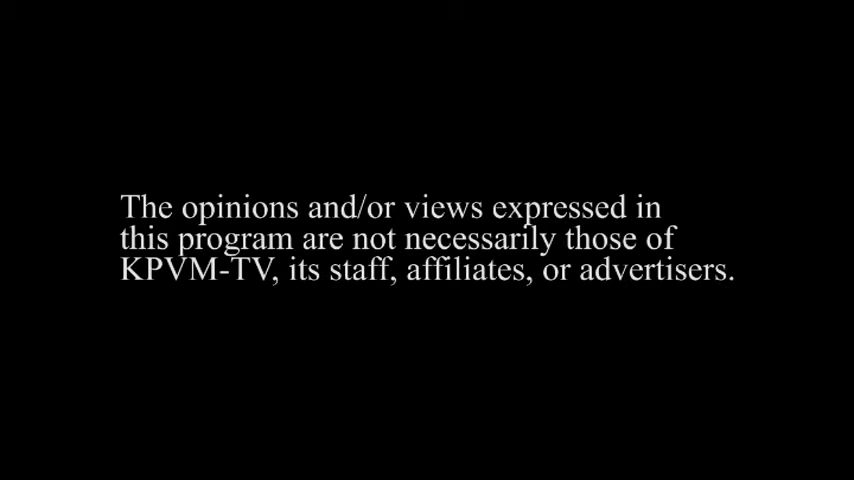 The opinions and/or views expressed in
this program are not necessarily those of
KPVM-TV, its staff, affiliates, or advertisers.